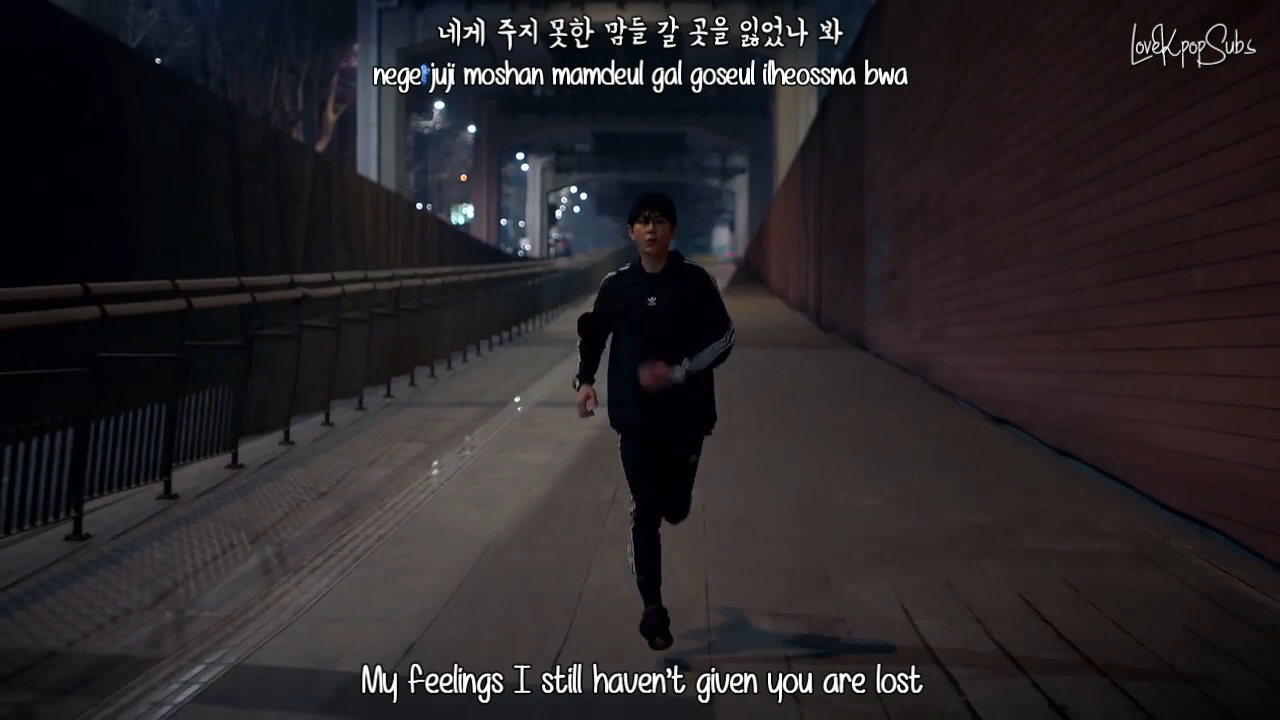 네게 주지 못한 맘들 갈 곳을 잃었나 봐
nege juji moshan mamdeul gal goseul ilheossna bwa
LoveKpopSubs
My feelings I still haven't given you are lost